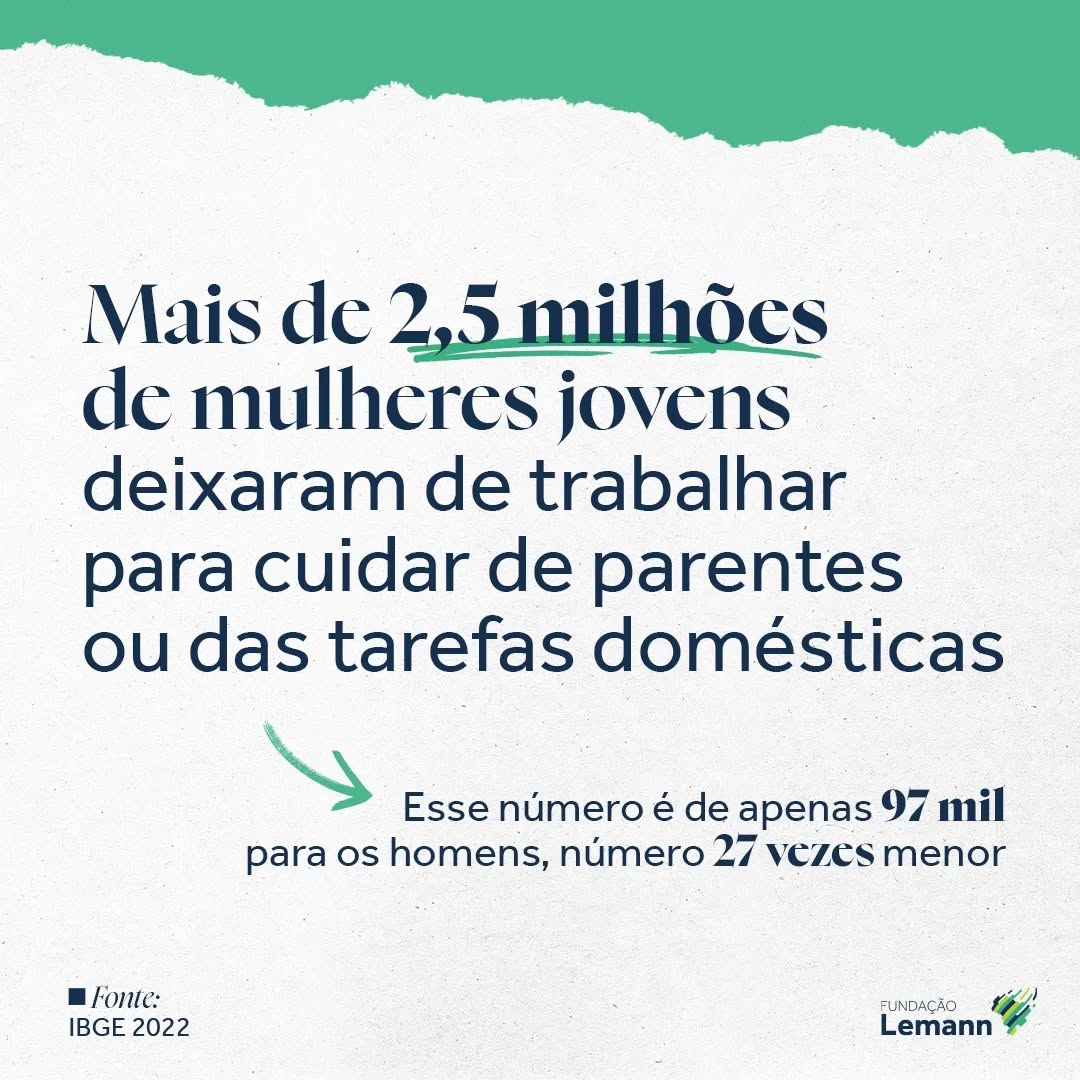 Mais de 2,5 milhões
de mulheres jovens
deixaram de trabalhar
para cuidar de parentes
ou das tarefas domésticas
Esse número é de apenas 97 mil
para os homens, número 27 vezes menor
Fonte:
IBGE 2022
FUNDAÇÃO
Lemann